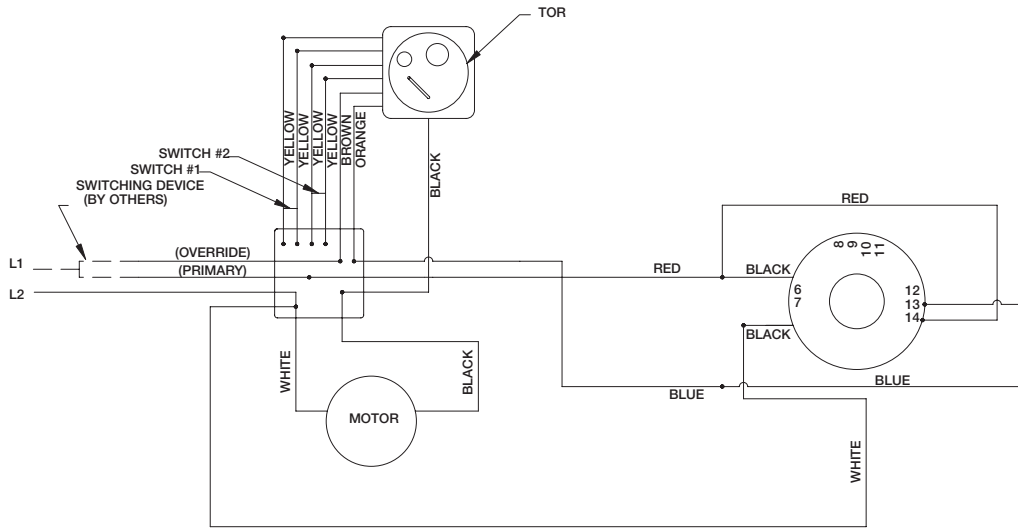 TOR
YELLOW
YELLOW
YELLOW
YELLOW
BROWN
ORANGE
BLACK
SWITCH #2
SWITCH #1
SWITCHING DEVICE
(BY OTHERS)
RED
L1
(OVERRIDE)
(PRIMARY)
L2
RED
BLACK
8
9
10
11
6
7
12
13
14
BLACK
WHITE
BLACK
MOTOR
BLUE
BLUE
WHITE